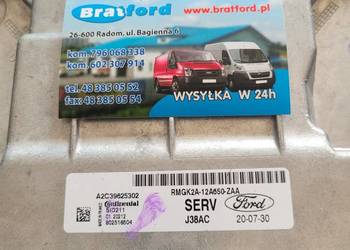 Bratford
www.bratford.pl
26-600 Radom, ul. Bagienna 6
kom. 796 068 338
kom. 602 307 914
tel. 48 385 05 52
fax: 48 385 05 54
WYSYŁKA W 24h
A2C39625302
RMGK2A-12A650-ZAA
Continental
SID211
SERV
Ford
J38AC
20-07-30